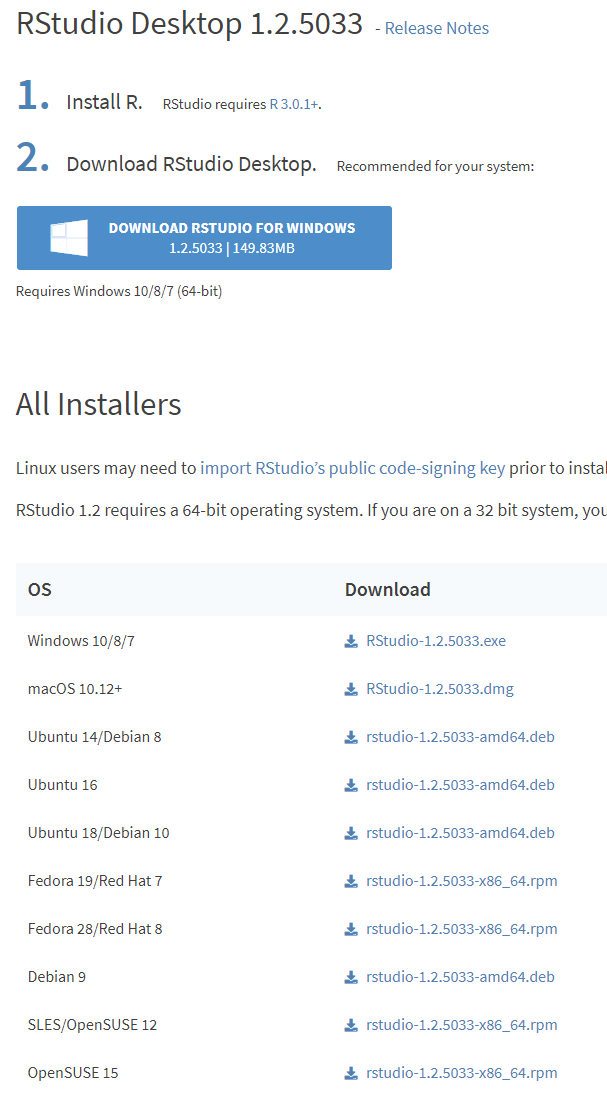 RStudio Desktop 1.2.5033 - Release Notes
1. Install R. RStudio requires R 3.0.1+.
2. Download RStudio Desktop. Recommended for your system:
DOWNLOAD RSTUDIO FOR WINDOWS
1.2.5033 | 149.83MB
Requires Windows 10/8/7 (64-bit)
All Installers
Linux users may need to import RStudio's public code-signing key prior to instal
RStudio 1.2 requires a 64-bit operating system. If you are on a 32 bit system, you
OS Download
Windows 10/8/7 RStudio-1.2.5033.exe
macOS 10.12+ RStudio-1.2.5033.dmg
Ubuntu 14/Debian 8 rstudio-1.2.5033-amd64.deb
Ubuntu 16 rstudio-1.2.5033-amd64.deb
Ubuntu 18/Debian 10 rstudio-1.2.5033-amd64.deb
Fedora 19/Red Hat 7 rstudio-1.2.5033-x86_64.rpm
Fedora 28/Red Hat 8 rstudio-1.2.5033-x86_64.rpm
Debian 9 rstudio-1.2.5033-amd64.deb
SLES/OpenSUSE 12 rstudio-1.2.5033-x86_64.rpm
OpenSUSE 15 rstudio-1.2.5033-x86_64.rpm